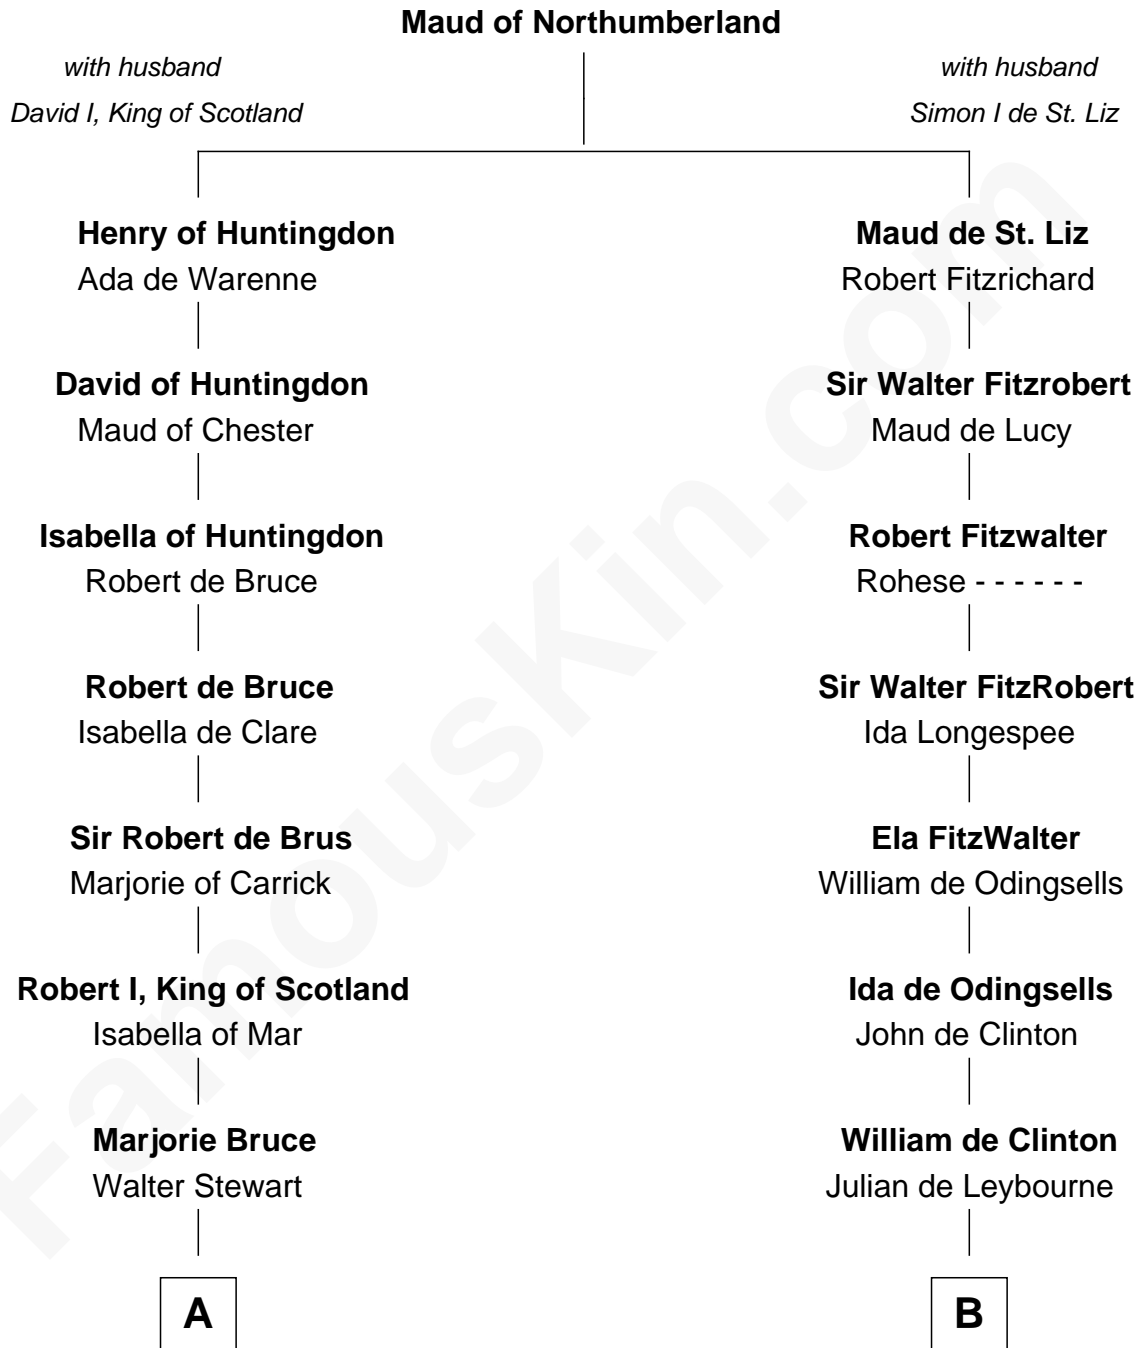 Maud of Northumberland
with husband
David I, King of Scotland
with husband
Simon I de St. Liz
Henry of Huntingdon
Ada de Warenne
Maud de St. Liz
Robert Fitzrichard
David of Huntingdon
Maud of Chester
Sir Walter Fitzrobert
Maud de Lucy
Isabella of Huntingdon
Robert de Bruce
Robert Fitzwalter
Rohese - - - - - -
Robert de Bruce
Isabella de Clare
Sir Walter FitzRobert
Ida Longespee
Sir Robert de Brus
Marjorie of Carrick
Ela FitzWalter
William de Odingsells
Robert I, King of Scotland
Isabella of Mar
Ida de Odingsells
John de Clinton
Marjorie Bruce
Walter Stewart
William de Clinton
Julian de Leybourne
A
B
FamousKin.com